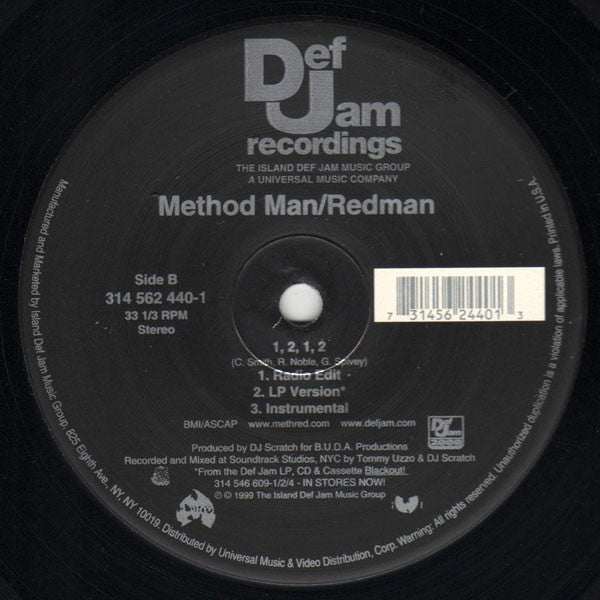 Def
Jam
recordings
THE ISLAND DEF JAM MUSIC GROUP
A UNIVERSAL MUSIC COMPANY
Method Man/Redman
Side B
314 562 440-1
33 1/3 RPM
Stereo
7 31456 24401 3
1, 2, 1, 2
(C. Smith, R. Noble, G. Spivey)
1. Radio Edit
2. LP Version*
3. Instrumental
BMI/ASCAP www.methred.com www.defjam.com
Def Jam 2000
Produced by DJ Scratch for B.U.D.A. Productions
Recorded and Mixed at Soundtrack Studios, NYC by Tommy Uzzo & DJ Scratch
*From the Def Jam LP, CD & Cassette Blackout!
314 546 609-1/2/4 - IN STORES NOW!
℗ © 1999 The Island Def Jam Music Group
Manufactured and Marketed by Island Def Jam Music Group, 825 Eighth Ave., NY, NY 10019. Distributed by Universal Music & Video Distribution, Corp. Warning: All rights reserved. Unauthorized duplication is a violation of applicable laws. Printed in U.S.A.